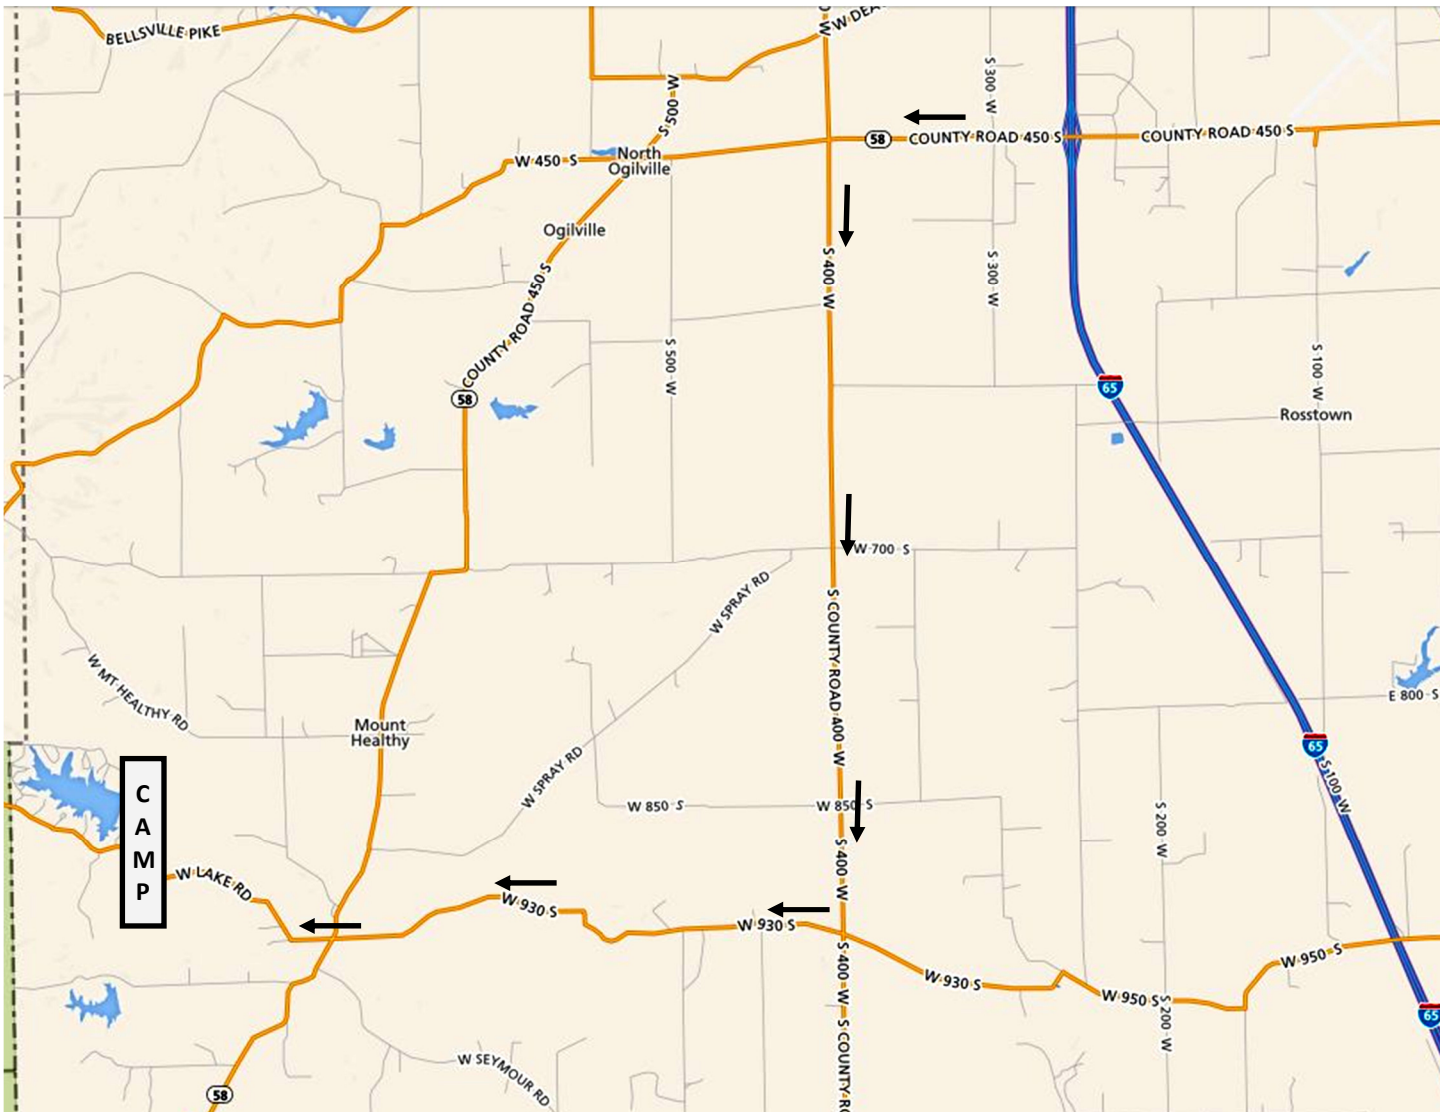 BELLSVILLE PIKE
W DEA
O W
S 500 W
S 300 W
58
COUNTY ROAD 450 S
COUNTY ROAD 450 S
W 450 S
North
Ogilville
Ogilville
S 400 W
S 300 W
COUNTY ROAD 450 S
S 500 W
S 100 W
65
58
Rosstown
W 700 S
W SPRAY RD
S COUNTY ROAD 400 W
W MT HEALTHY RD
Mount
Healthy
E 800 S
65
S 100 W
W SPRAY RD
W 850 S
W 850 S
S 200 W
C
A
M
P
W LAKE RD
S 400 W
W 930 S
W 930 S
S 400 W
W 930 S
W 950 S
W 950 S
S 200 W
65
S COUNTY RO
W SEYMOUR RD
58